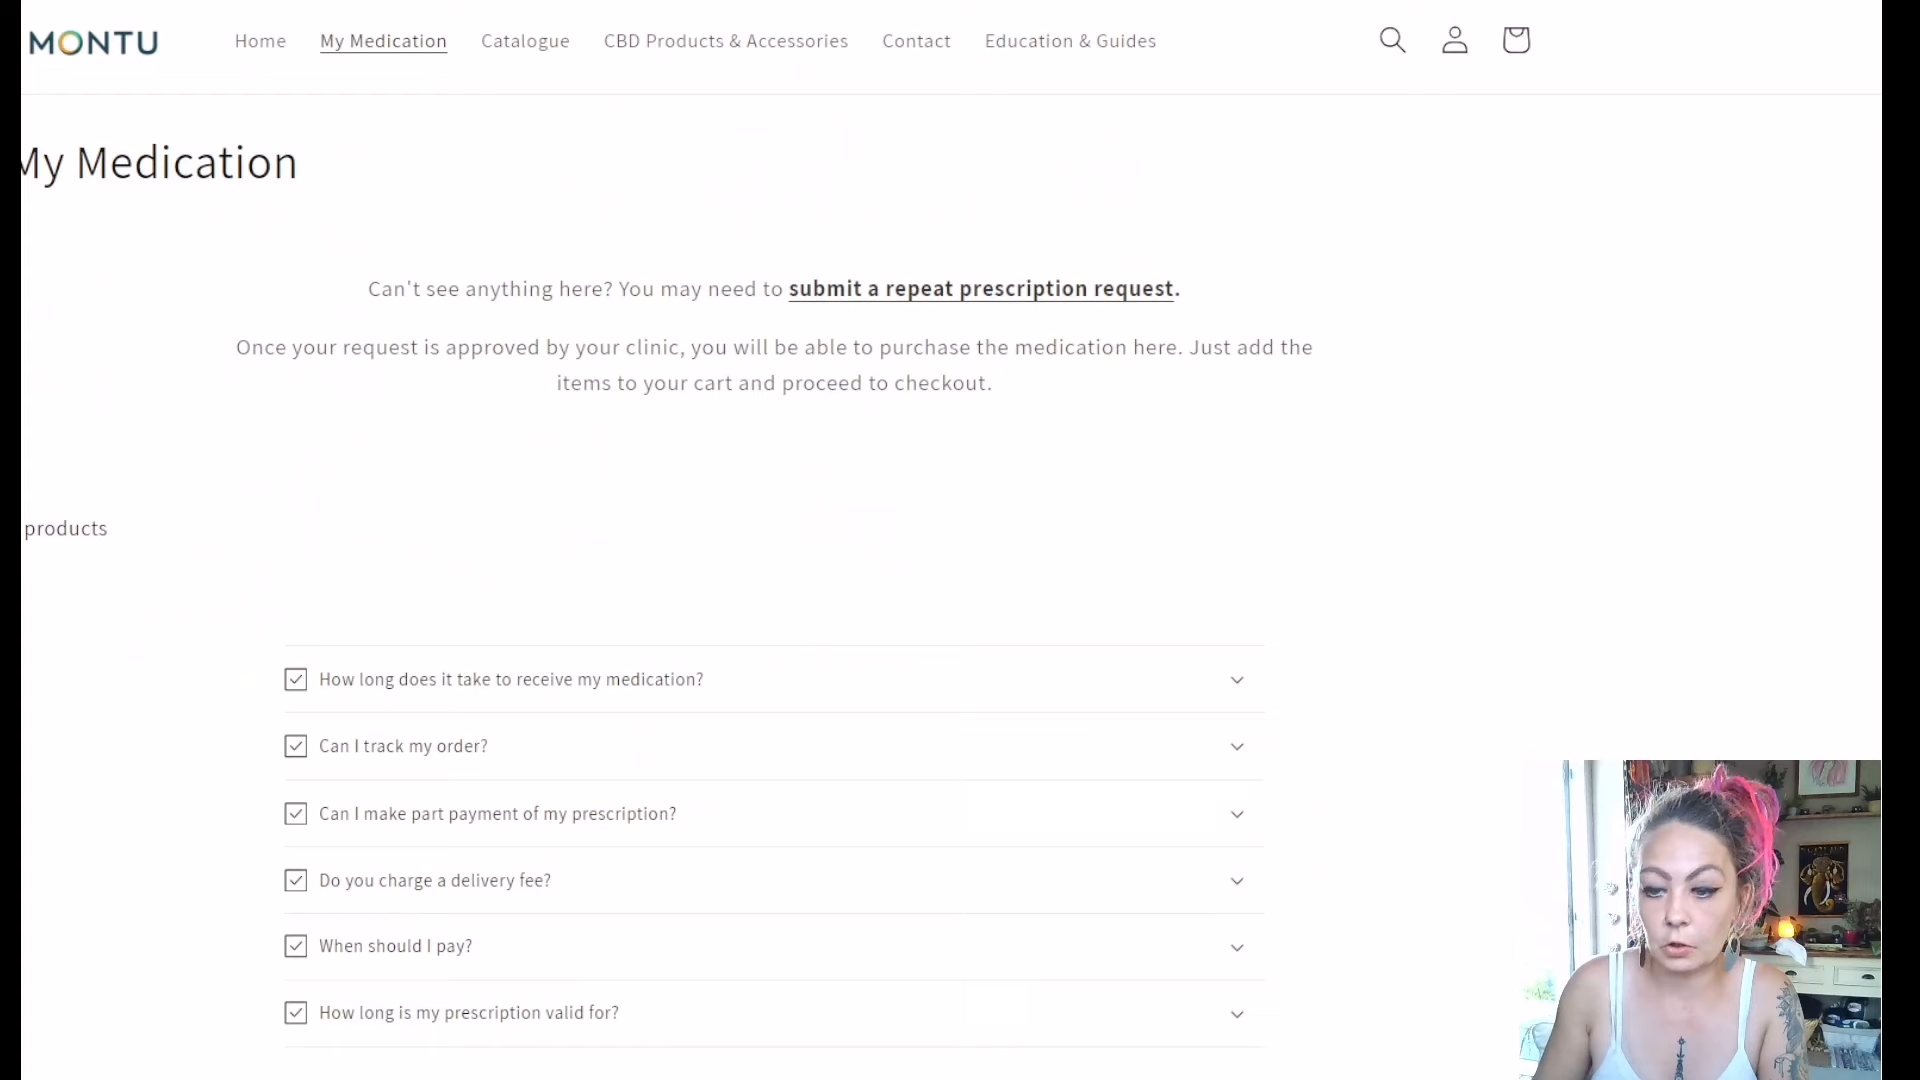 MONTU
Home
My Medication
Catalogue
CBD Products & Accessories
Contact
Education & Guides
My Medication
Can't see anything here? You may need to submit a repeat prescription request.
Once your request is approved by your clinic, you will be able to purchase the medication here. Just add the
items to your cart and proceed to checkout.
products
How long does it take to receive my medication?
Can I track my order?
Can I make part payment of my prescription?
Do you charge a delivery fee?
When should I pay?
How long is my prescription valid for?